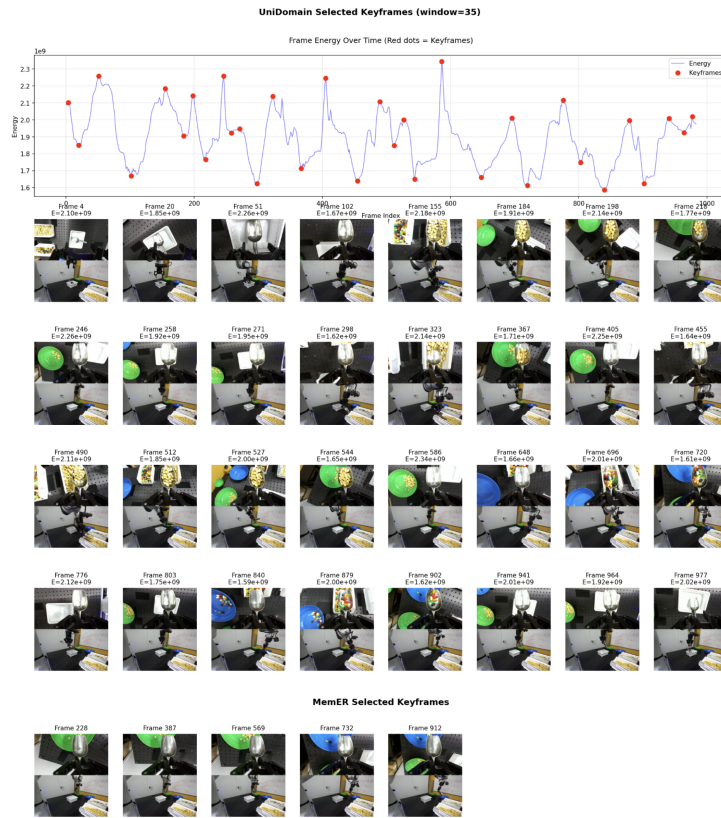 UniDomain Selected Keyframes (window=35)
Frame Energy Over Time (Red dots = Keyframes)
1e9
Energy
Keyframes
2.3
2.2
2.1
2.0
1.9
1.8
1.7
1.6
Energy
0 200 400 600 800 1000
Frame Index
Frame 4 Frame 20 Frame 51 Frame 102 Frame 155 Frame 184 Frame 198 Frame 218
E=2.10e+09 E=1.85e+09 E=2.26e+09 E=1.67e+09 E=2.18e+09 E=1.91e+09 E=2.14e+09 E=1.77e+09
Frame 246 Frame 258 Frame 271 Frame 298 Frame 323 Frame 367 Frame 405 Frame 455
E=2.26e+09 E=1.92e+09 E=1.95e+09 E=1.62e+09 E=2.14e+09 E=1.71e+09 E=2.25e+09 E=1.64e+09
Frame 490 Frame 512 Frame 527 Frame 544 Frame 586 Frame 648 Frame 696 Frame 720
E=2.11e+09 E=1.85e+09 E=2.00e+09 E=1.65e+09 E=2.34e+09 E=1.66e+09 E=2.01e+09 E=1.61e+09
Frame 776 Frame 803 Frame 840 Frame 879 Frame 902 Frame 941 Frame 964 Frame 977
E=2.12e+09 E=1.75e+09 E=1.59e+09 E=2.00e+09 E=1.62e+09 E=2.01e+09 E=1.92e+09 E=2.02e+09
MemER Selected Keyframes
Frame 228 Frame 387 Frame 569 Frame 732 Frame 912